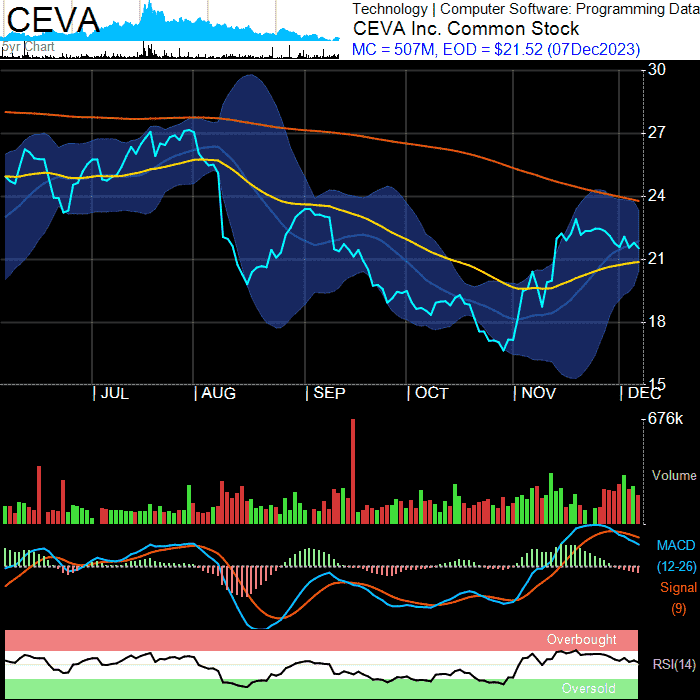 CEVA
5yr Chart
Technology | Computer Software: Programming Data
CEVA Inc. Common Stock
MC = 507M, EOD = $21.52 (07Dec2023)
30
27
24
21
18
15
JUL
AUG
SEP
OCT
NOV
DEC
676k
Volume
MACD
(12-26)
Signal
(9)
Overbought
RSI(14)
Oversold